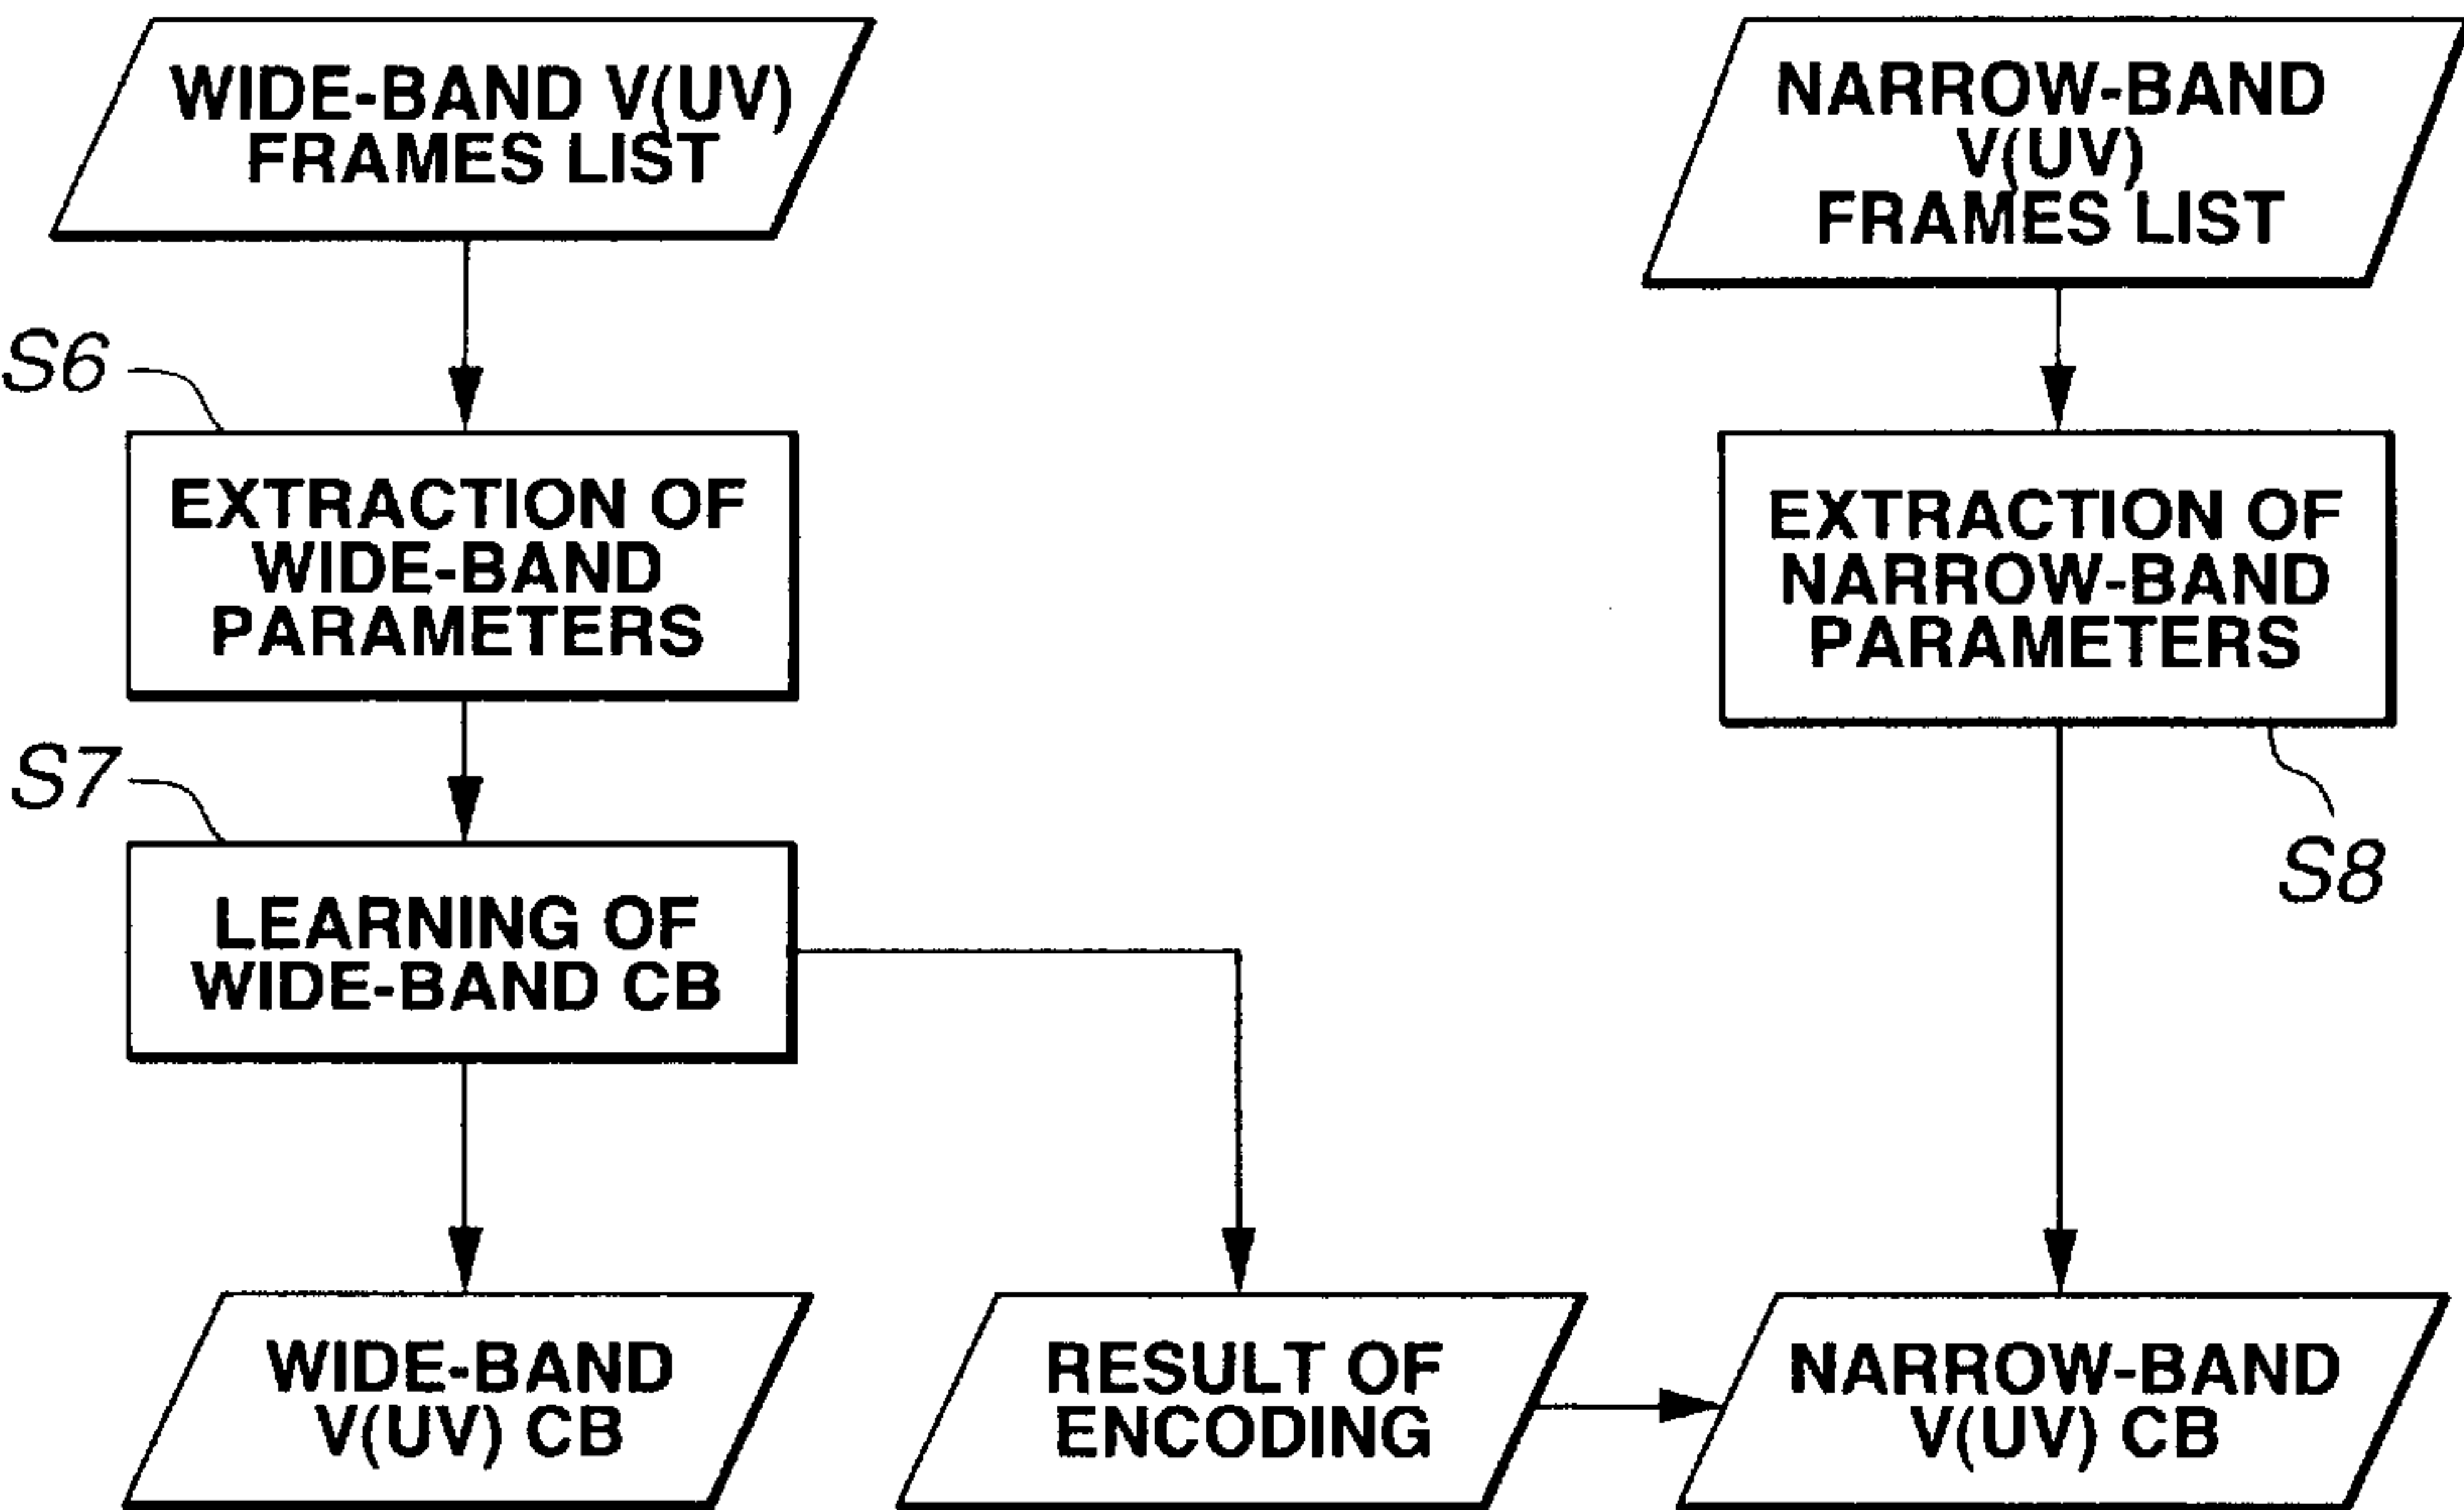 WIDE-BAND V(UV)
FRAMES LIST
NARROW-BAND
V(UV)
FRAMES LIST
S6
EXTRACTION OF
WIDE-BAND
PARAMETERS
EXTRACTION OF
NARROW-BAND
PARAMETERS
S7
S8
LEARNING OF
WIDE-BAND CB
WIDE-BAND
V(UV) CB
RESULT OF
ENCODING
NARROW-BAND
V(UV) CB